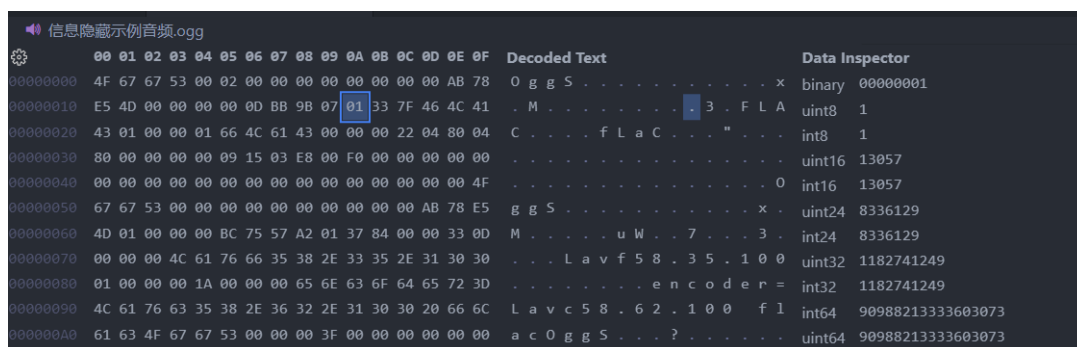 信息隐藏示例音频.ogg
00 01 02 03 04 05 06 07 08 09 0A 0B 0C 0D 0E 0F Decoded Text Data Inspector
00000000 4F 67 67 53 00 02 00 00 00 00 00 00 00 00 AB 78 O g g S . . . . . . . . . . . x binary 00000001
00000010 E5 4D 00 00 00 00 0D BB 9B 07 01 33 7F 46 4C 41 . M . . . . . . . . . 3 . F L A uint8 1
00000020 43 01 00 00 01 66 4C 61 43 00 00 00 22 04 80 04 C . . . . f L a C . . . " . . . int8 1
00000030 80 00 00 00 00 09 15 03 E8 00 F0 00 00 00 00 00 . . . . . . . . . . . . . . . . uint16 13057
00000040 00 00 00 00 00 00 00 00 00 00 00 00 00 00 00 4F . . . . . . . . . . . . . . . O int16 13057
00000050 67 67 53 00 00 00 00 00 00 00 00 00 00 AB 78 E5 g g S . . . . . . . . . . . x . uint24 8336129
00000060 4D 01 00 00 00 BC 75 57 A2 01 37 84 00 00 33 0D M . . . . . u W . . 7 . . . 3 . int24 8336129
00000070 00 00 00 4C 61 76 66 35 38 2E 33 35 2E 31 30 30 . . . L a v f 5 8 . 3 5 . 1 0 0 uint32 1182741249
00000080 01 00 00 00 1A 00 00 00 65 6E 63 6F 64 65 72 3D . . . . . . . . e n c o d e r = int32 1182741249
00000090 4C 61 76 63 35 38 2E 36 32 2E 31 30 30 20 66 6C L a v c 5 8 . 6 2 . 1 0 0 f l int64 90988213333603073
000000A0 61 63 4F 67 67 53 00 00 00 3F 00 00 00 00 00 00 a c O g g S . . . ? . . . . . . uint64 90988213333603073